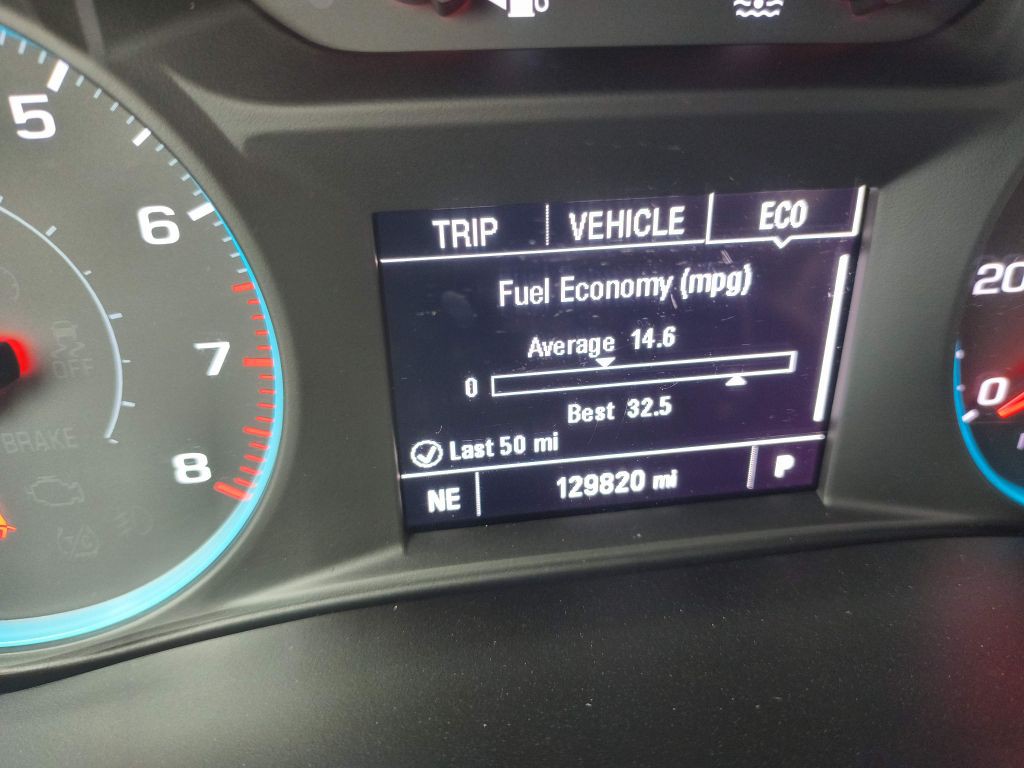 5
6
7
8
OFF
BRAKE
TRIP VEHICLE ECO
Fuel Economy (mpg)
Average 14.6
0
Best 32.5
Last 50 mi
NE 129820 mi P
20
0